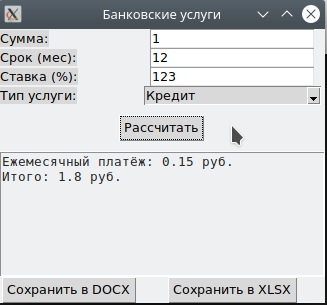 Банковские услуги
Сумма: 1
Срок (мес): 12
Ставка (%): 123
Тип услуги: Кредит
Рассчитать
Ежемесячный платёж: 0.15 руб.
Итого: 1.8 руб.
Сохранить в DOCX Сохранить в XLSX